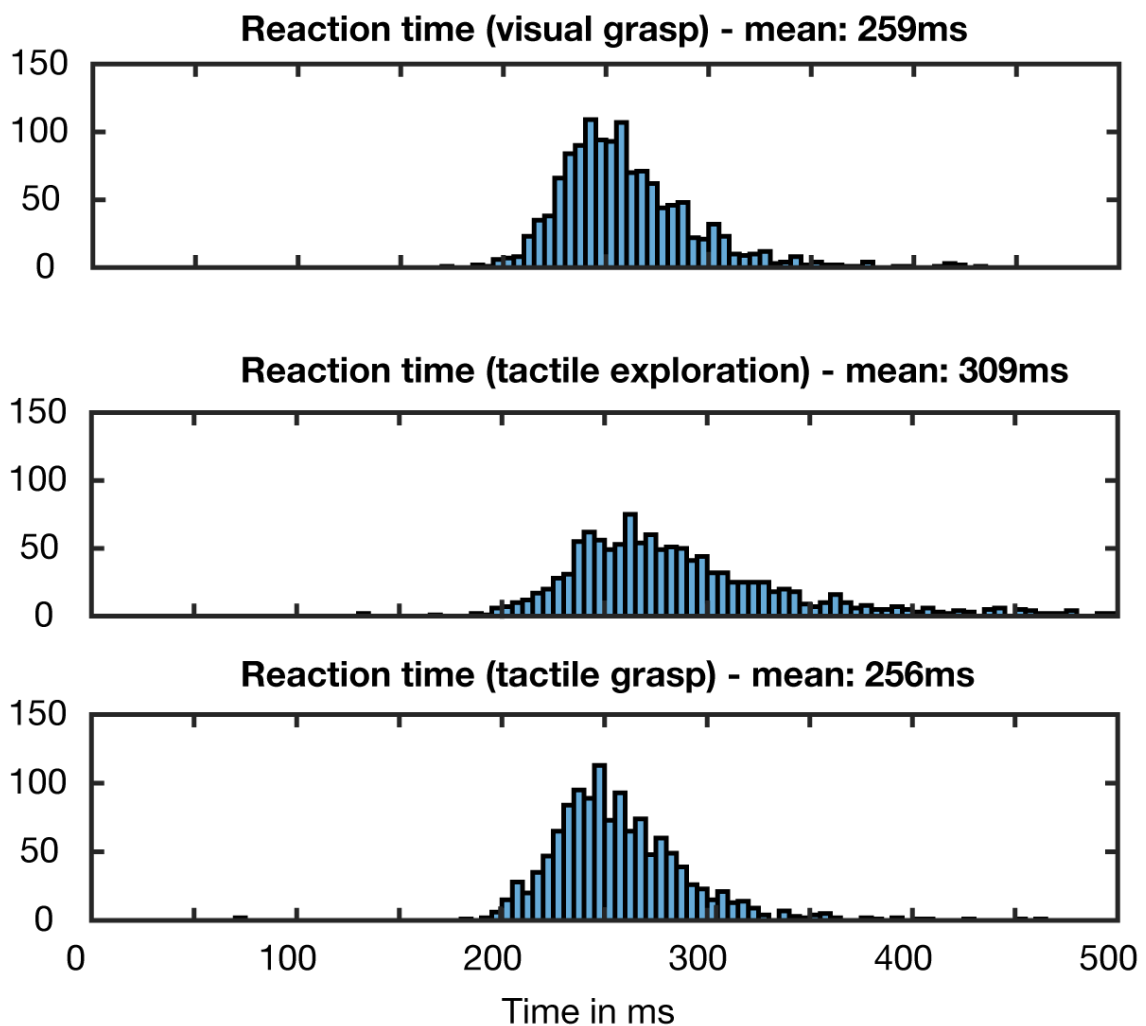 Reaction time (visual grasp) - mean: 259ms
150
100
50
0
Reaction time (tactile exploration) - mean: 309ms
150
100
50
0
Reaction time (tactile grasp) - mean: 256ms
150
100
50
0
0 100 200 300 400 500
Time in ms